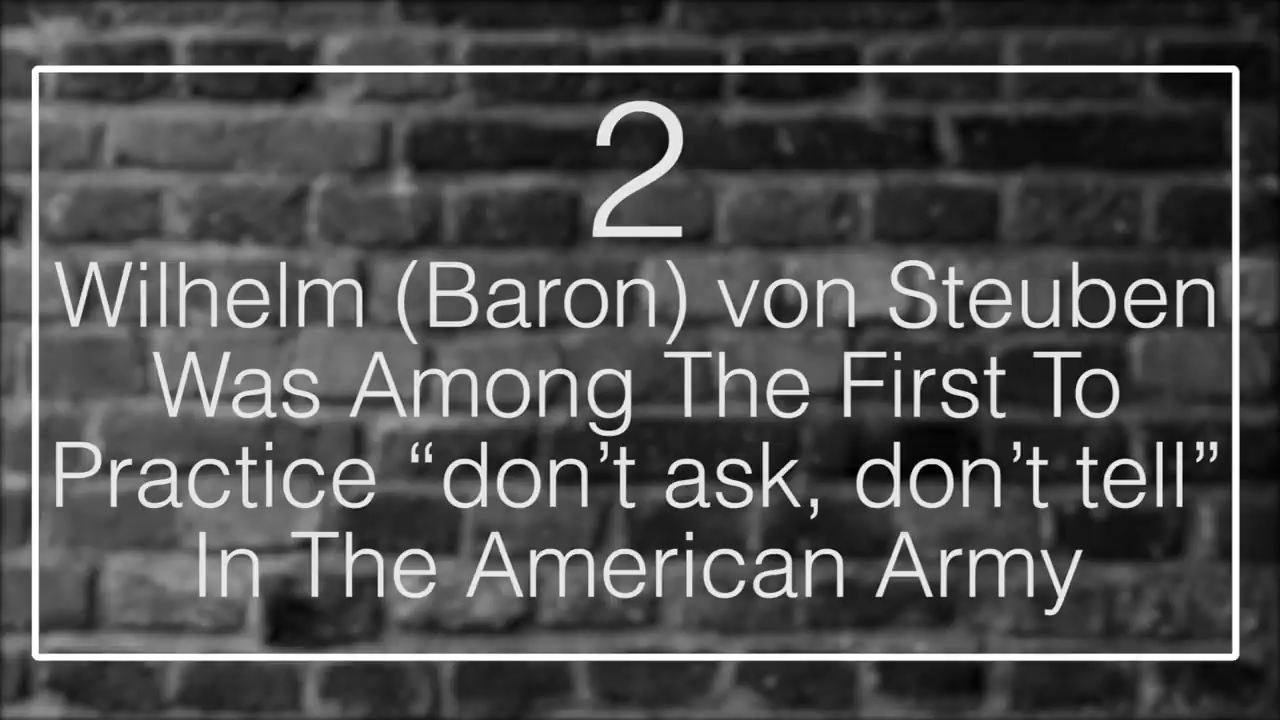 2
Wilhelm (Baron) von Steuben
Was Among The First To
Practice “don’t ask, don’t tell”
In The American Army